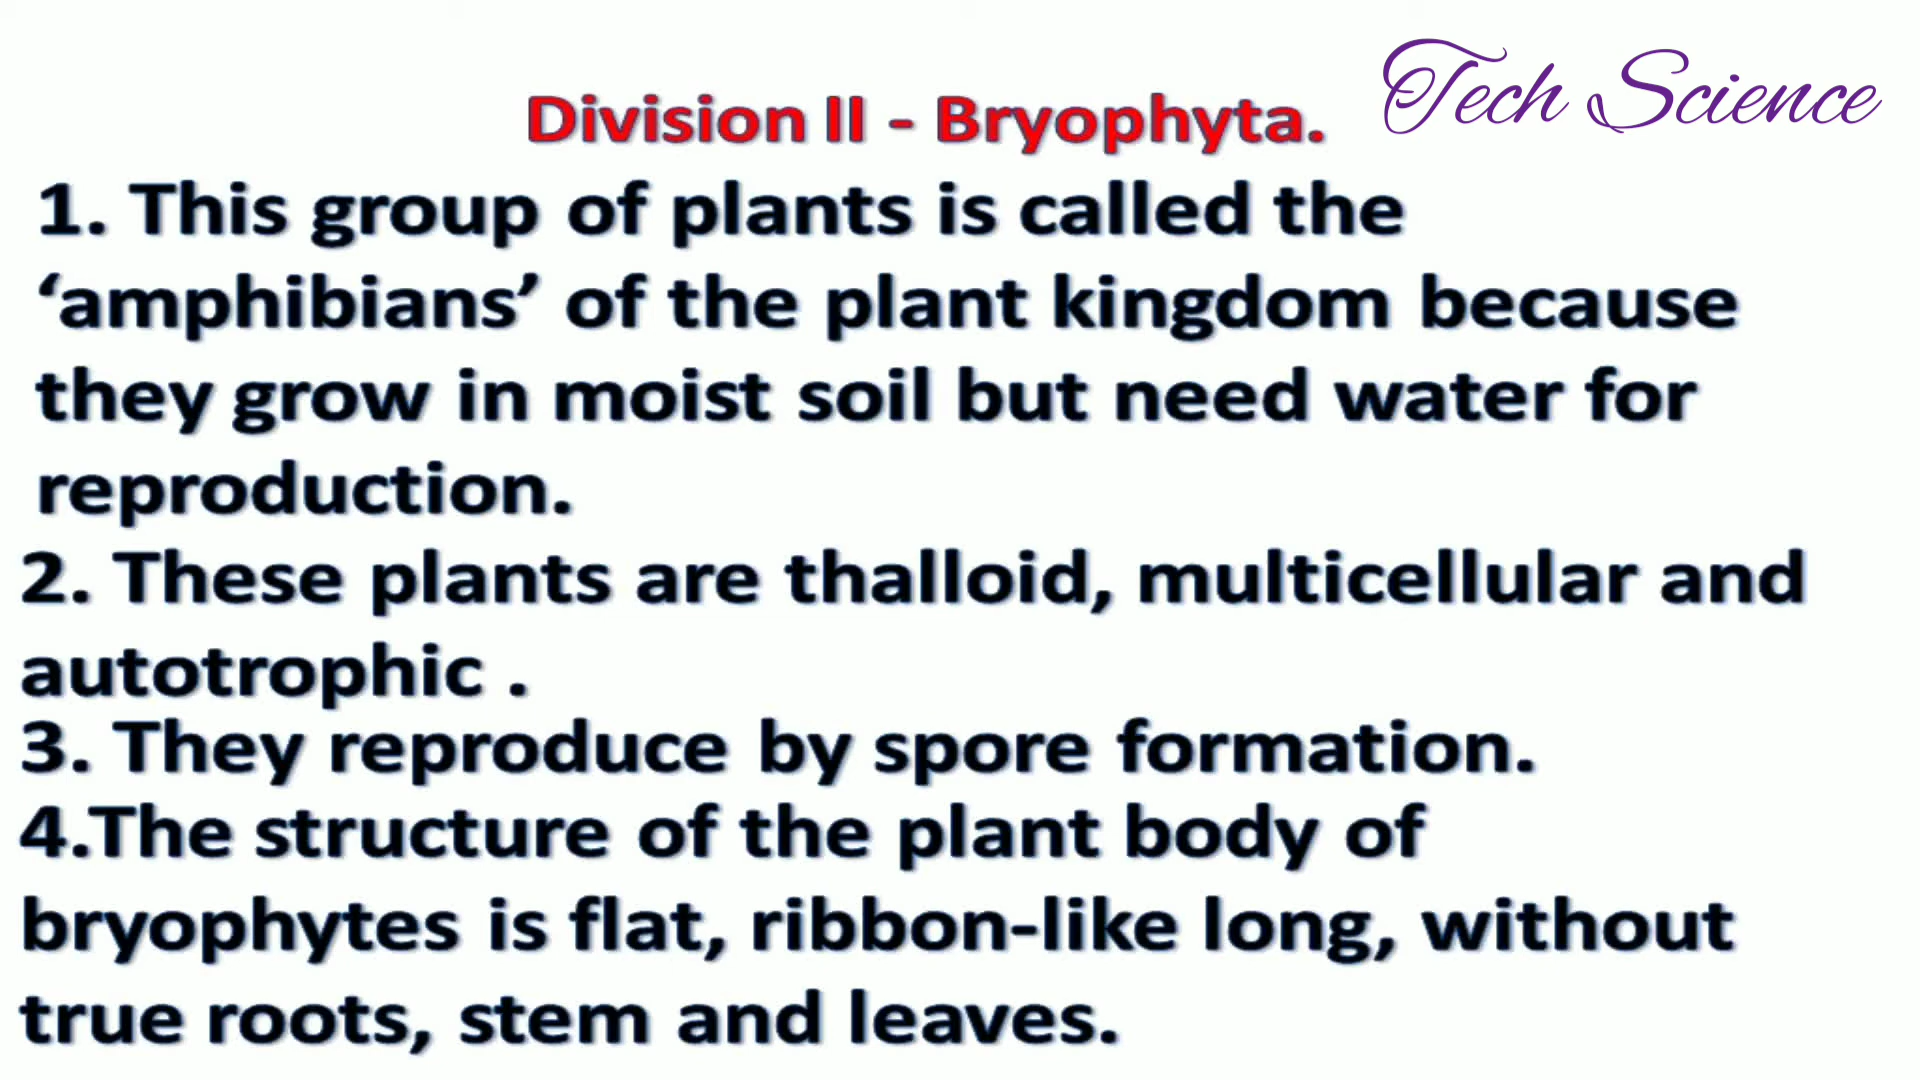 Tech Science
Division II - Bryophyta.
1. This group of plants is called the
‘amphibians’ of the plant kingdom because
they grow in moist soil but need water for
reproduction.
2. These plants are thalloid, multicellular and
autotrophic .
3. They reproduce by spore formation.
4.The structure of the plant body of
bryophytes is flat, ribbon-like long, without
true roots, stem and leaves.